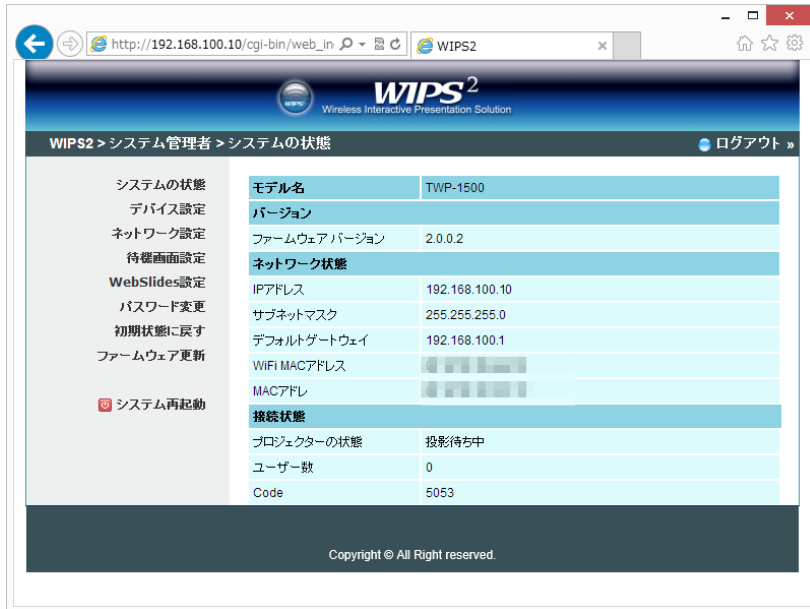 http://192.168.100.10/cgi-bin/web_in
WIPS2
WIPS
WIPS2
Wireless Interactive Presentation Solution
WIPS2 > システム管理者 > システムの状態
ログアウト »
システムの状態
デバイス設定
ネットワーク設定
待機画面設定
WebSlides設定
パスワード変更
初期状態に戻す
ファームウェア更新
システム再起動
モデル名 TWP-1500
バージョン
ファームウェア バージョン 2.0.0.2
ネットワーク状態
IPアドレス 192.168.100.10
サブネットマスク 255.255.255.0
デフォルトゲートウェイ 192.168.100.1
WiFi MACアドレス
MACアドレ
接続状態
プロジェクターの状態 投影待ち中
ユーザー数 0
Code 5053
Copyright © All Right reserved.